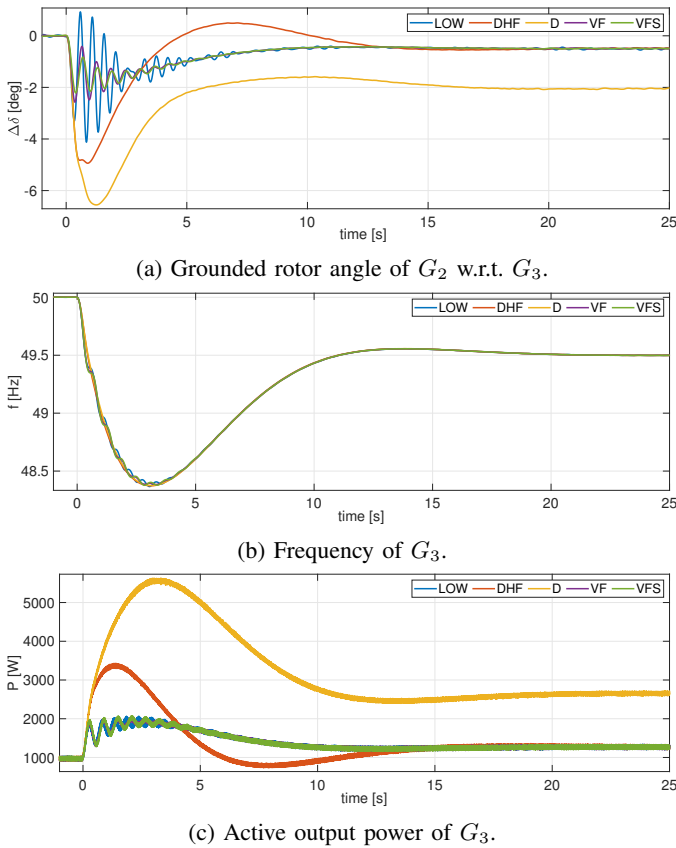 LOW DHF D VF VFS
0
-2
-4
-6
Δδ [deg]
0 5 10 15 20 25
time [s]
(a) Grounded rotor angle of G2 w.r.t. G3.
50
49.5
49
48.5
f [Hz]
LOW DHF D VF VFS
0 5 10 15 20 25
time [s]
(b) Frequency of G3.
LOW DHF D VF VFS
5000
4000
3000
2000
1000
P [W]
0 5 10 15 20 25
time [s]
(c) Active output power of G3.